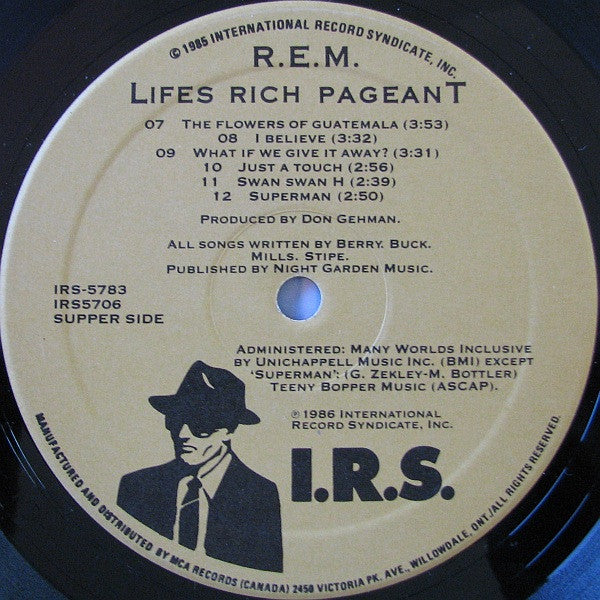 © 1985 INTERNATIONAL RECORD SYNDICATE, INC.
R.E.M.
LIFES RICH PAGEANT
07 THE FLOWERS OF GUATEMALA (3:53)
08 I BELIEVE (3:32)
09 WHAT IF WE GIVE IT AWAY? (3:31)
10 JUST A TOUCH (2:56)
11 SWAN SWAN H (2:39)
12 SUPERMAN (2:50)
PRODUCED BY DON GEHMAN.
ALL SONGS WRITTEN BY BERRY. BUCK.
MILLS. STIPE.
PUBLISHED BY NIGHT GARDEN MUSIC.
IRS-5783
IRS5706
SUPPER SIDE
ADMINISTERED: MANY WORLDS INCLUSIVE
BY UNICHAPPELL MUSIC INC. (BMI) EXCEPT
'SUPERMAN': (G. ZEKLEY-M. BOTTLER)
TEENY BOPPER MUSIC (ASCAP).
℗ 1986 INTERNATIONAL
RECORD SYNDICATE, INC.
I.R.S.
MANUFACTURED AND DISTRIBUTED BY MCA RECORDS (CANADA) 2450 VICTORIA PK. AVE., WILLOWDALE, ONT./ALL RIGHTS RESERVED.